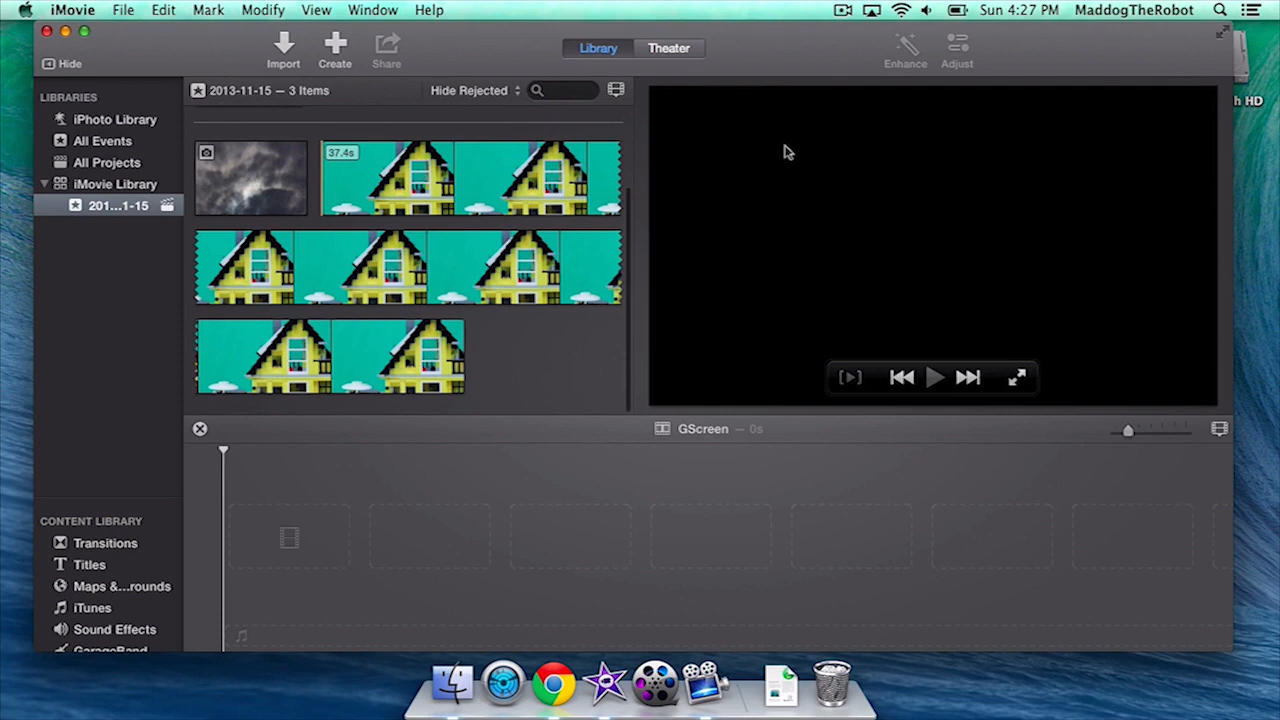 iMovie File Edit Mark Modify View Window Help Sun 4:27 PM MaddogTheRobot
Hide Import Create Share Library Theater Enhance Adjust
h HD
LIBRARIES
iPhoto Library
All Events
All Projects
iMovie Library
201...1-15
2013-11-15 — 3 Items Hide Rejected
37.4s
GScreen — 0s
CONTENT LIBRARY
Transitions
Titles
Maps &...rounds
iTunes
Sound Effects
GarageBand